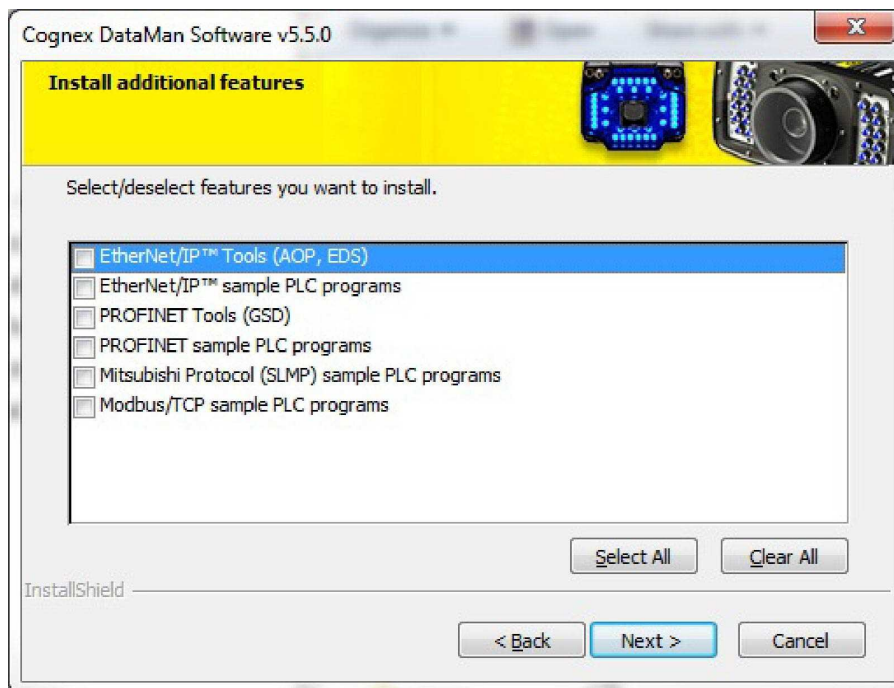 Cognex DataMan Software v5.5.0
Install additional features
Select/deselect features you want to install.
EtherNet/IP™ Tools (AOP, EDS)
EtherNet/IP™ sample PLC programs
PROFINET Tools (GSD)
PROFINET sample PLC programs
Mitsubishi Protocol (SLMP) sample PLC programs
Modbus/TCP sample PLC programs
Select All Clear All
InstallShield
< Back Next > Cancel